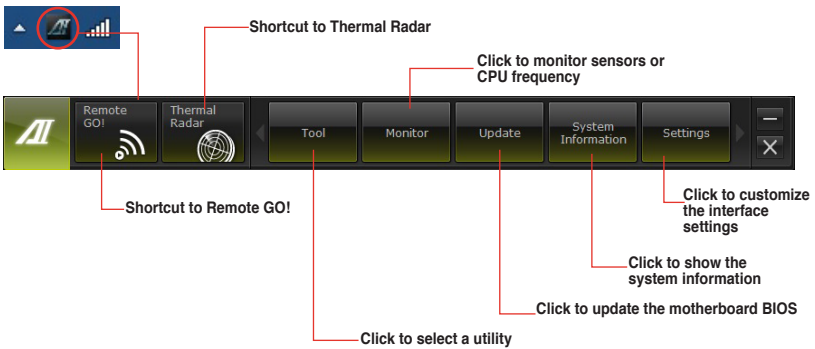 Shortcut to Thermal Radar
Click to monitor sensors or
CPU frequency
Remote
GO!
Thermal
Radar
Tool
Monitor
Update
System
Information
Settings
Shortcut to Remote GO!
Click to customize
the interface
settings
Click to show the
system information
Click to update the motherboard BIOS
Click to select a utility